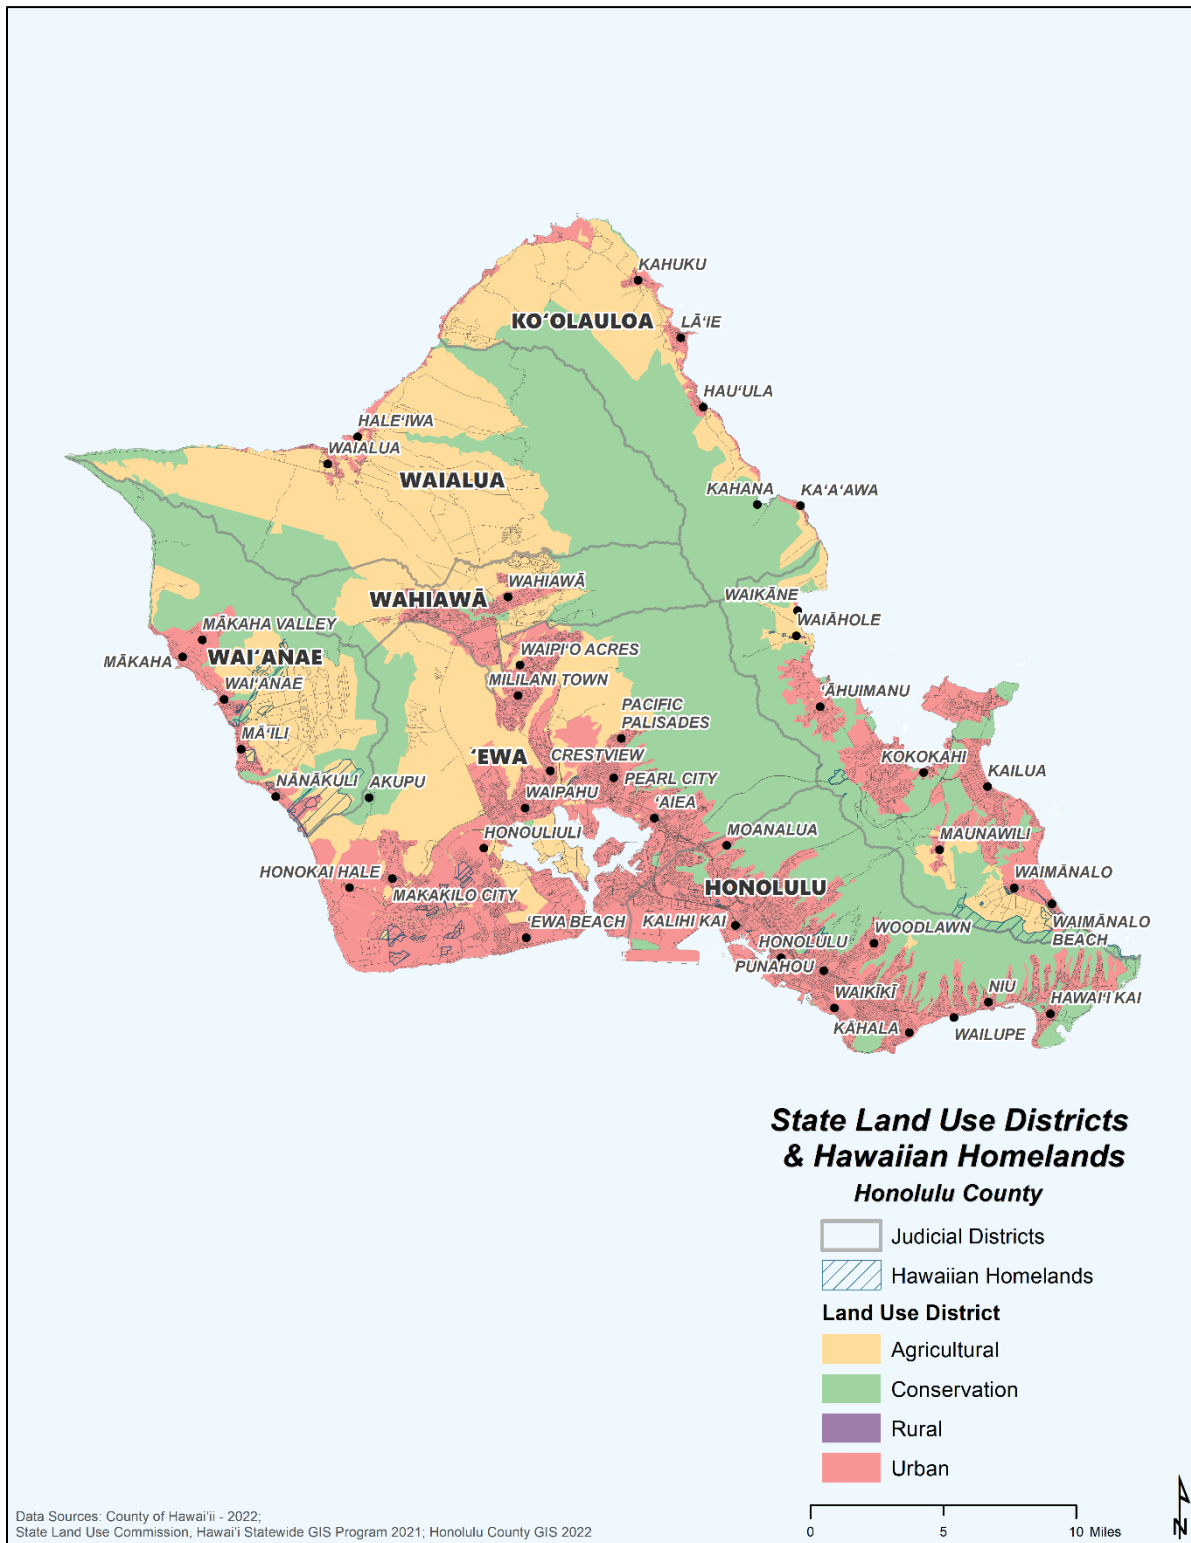 KAHUKU
KOʻOLAULOA
LĀʻIE
HAUʻULA
HALEʻIWA
WAIALUA
WAIALUA
KAHANA
KAʻAʻAWA
WAHIAWĀ
WAHIAWĀ
WAIKĀNE
WAIĀHOLE
MĀKAHA VALLEY
MĀKAHA
WAIʻANAE
WAIPIʻO ACRES
WAIʻANAE
MILILANI TOWN
PACIFIC
PALISADES
ʻĀHUIMANU
MĀʻILI
ʻEWA
CRESTVIEW
KOKOKAHI
KAILUA
NĀNĀKULI
AKUPU
PEARL CITY
WAIPAHU
ʻAIEA
HONOULIULI
MOANALUA
MAUNAWILI
HONOKAI HALE
MAKAKILO CITY
HONOLULU
WAIMĀNALO
ʻEWA BEACH
KALIHI KAI
WOODLAWN
WAIMĀNALO
BEACH
HONOLULU
PUNAHOU
WAIKĪKĪ
NIU
HAWAIʻI KAI
KĀHALA
WAILUPE
State Land Use Districts
& Hawaiian Homelands
Honolulu County
Judicial Districts
Hawaiian Homelands
Land Use District
Agricultural
Conservation
Rural
Urban
0 5 10 Miles
N
Data Sources: County of Hawaiʻii - 2022;
State Land Use Commission, Hawaiʻi Statewide GIS Program 2021; Honolulu County GIS 2022